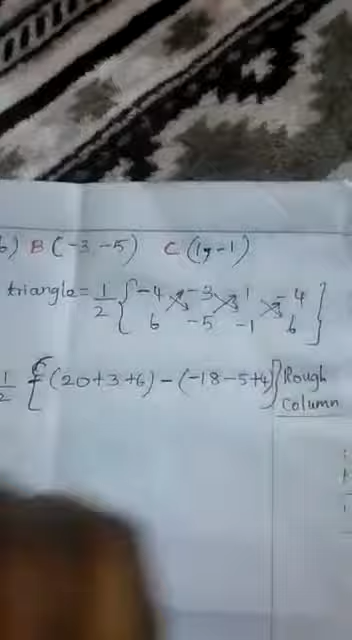 6) B (-3, -5) C (1, -1)
triangle = 1/2 { -4 -3 1 -4
6 -5 -1 6 }
1/2 [(20+3+6) - (-18-5+4)] Rough
Column